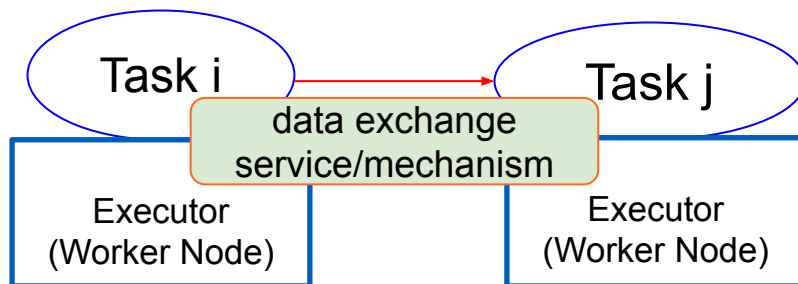 Task i
Task j
data exchange
service/mechanism
Executor
(Worker Node)
Executor
(Worker Node)